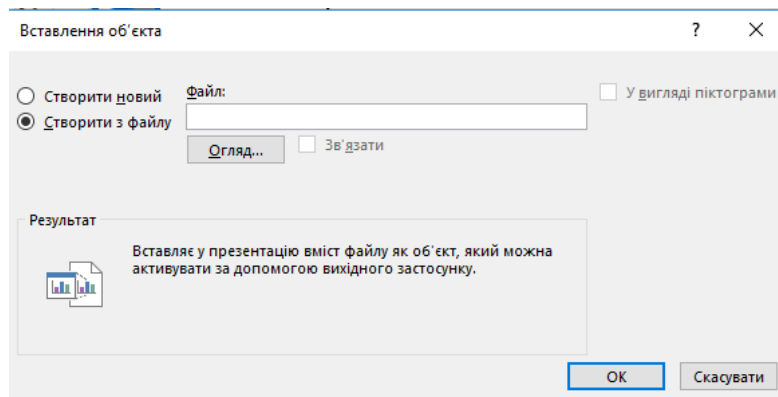 Вставлення об'єкта
? ×
Створити новий
Файл:
У вигляді піктограми
Створити з файлу
Огляд...
Зв'язати
Результат
Вставляє у презентацію вміст файлу як об'єкт, який можна
активувати за допомогою вихідного застосунку.
ОК
Скасувати